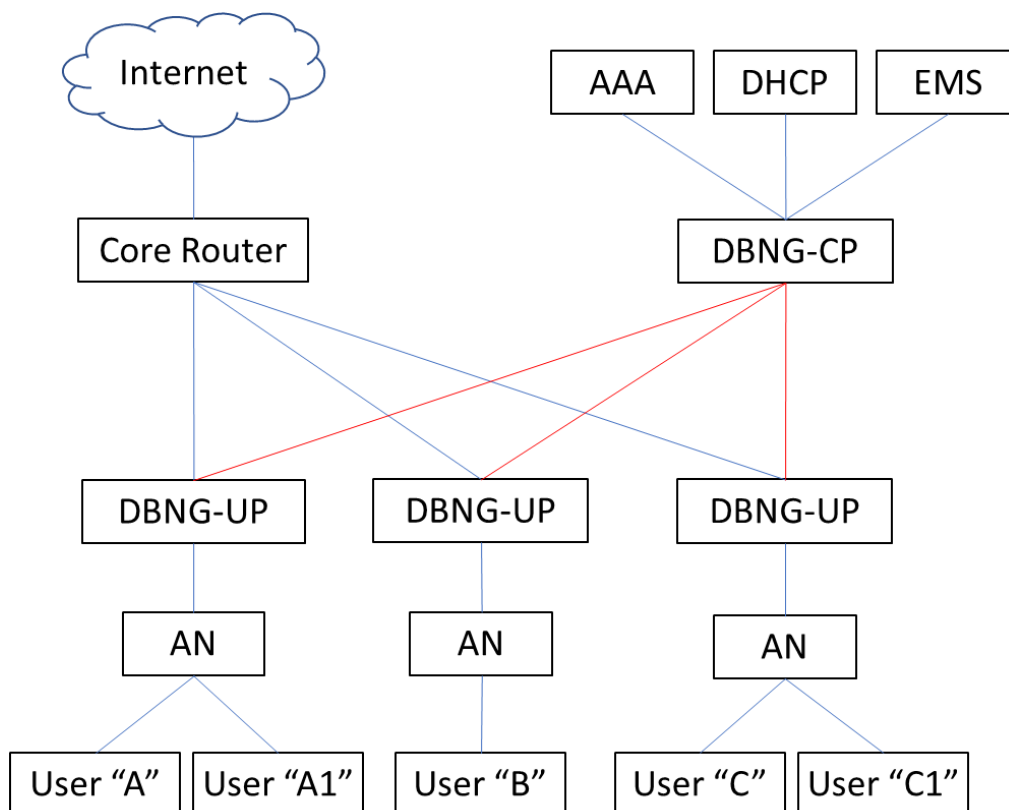 Internet
AAA
DHCP
EMS
Core Router
DBNG-CP
DBNG-UP
DBNG-UP
DBNG-UP
AN
AN
AN
User “A”
User “A1”
User “B”
User “C”
User “C1”